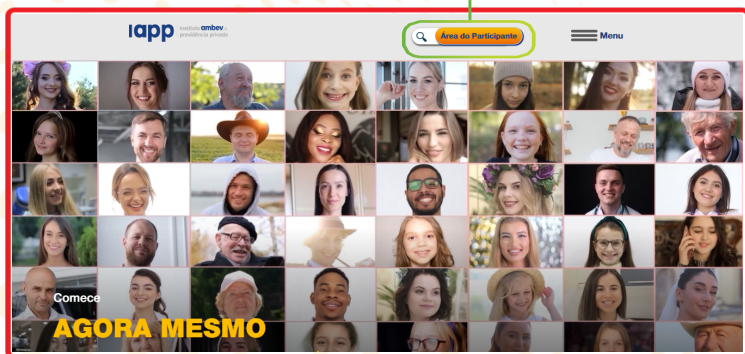 Iapp
instituto ambev de
previdência privada
Área do Participante
Menu
Comece
AGORA MESMO